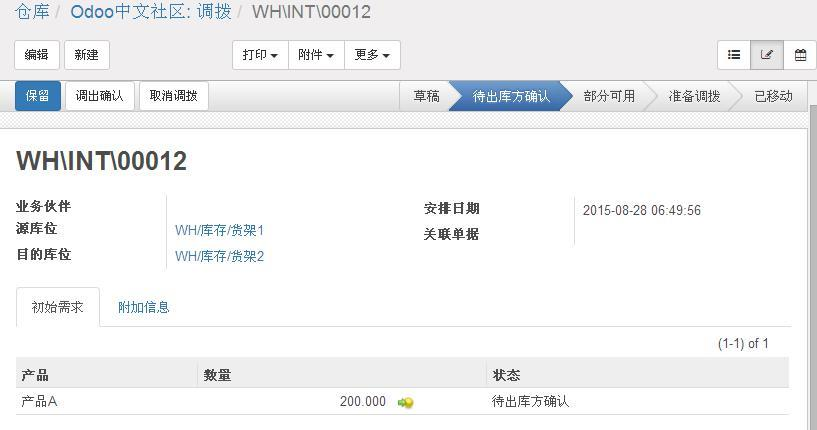 仓库 / Odoo中文社区: 调拨 / WH\INT\00012
编辑 新建 打印 附件 更多
保留 调出确认 取消调拨 草稿 待出库方确认 部分可用 准备调拨 已移动
WH\INT\00012
业务伙伴 安排日期 2015-08-28 06:49:56
源库位 WH/库存/货架1 关联单据
目的库位 WH/库存/货架2
初始需求 附加信息
(1-1) of 1
产品 数量 状态
产品A 200.000 待出库方确认